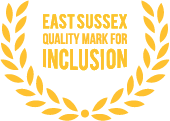 EAST SUSSEX
QUALITY MARK FOR
INCLUSION